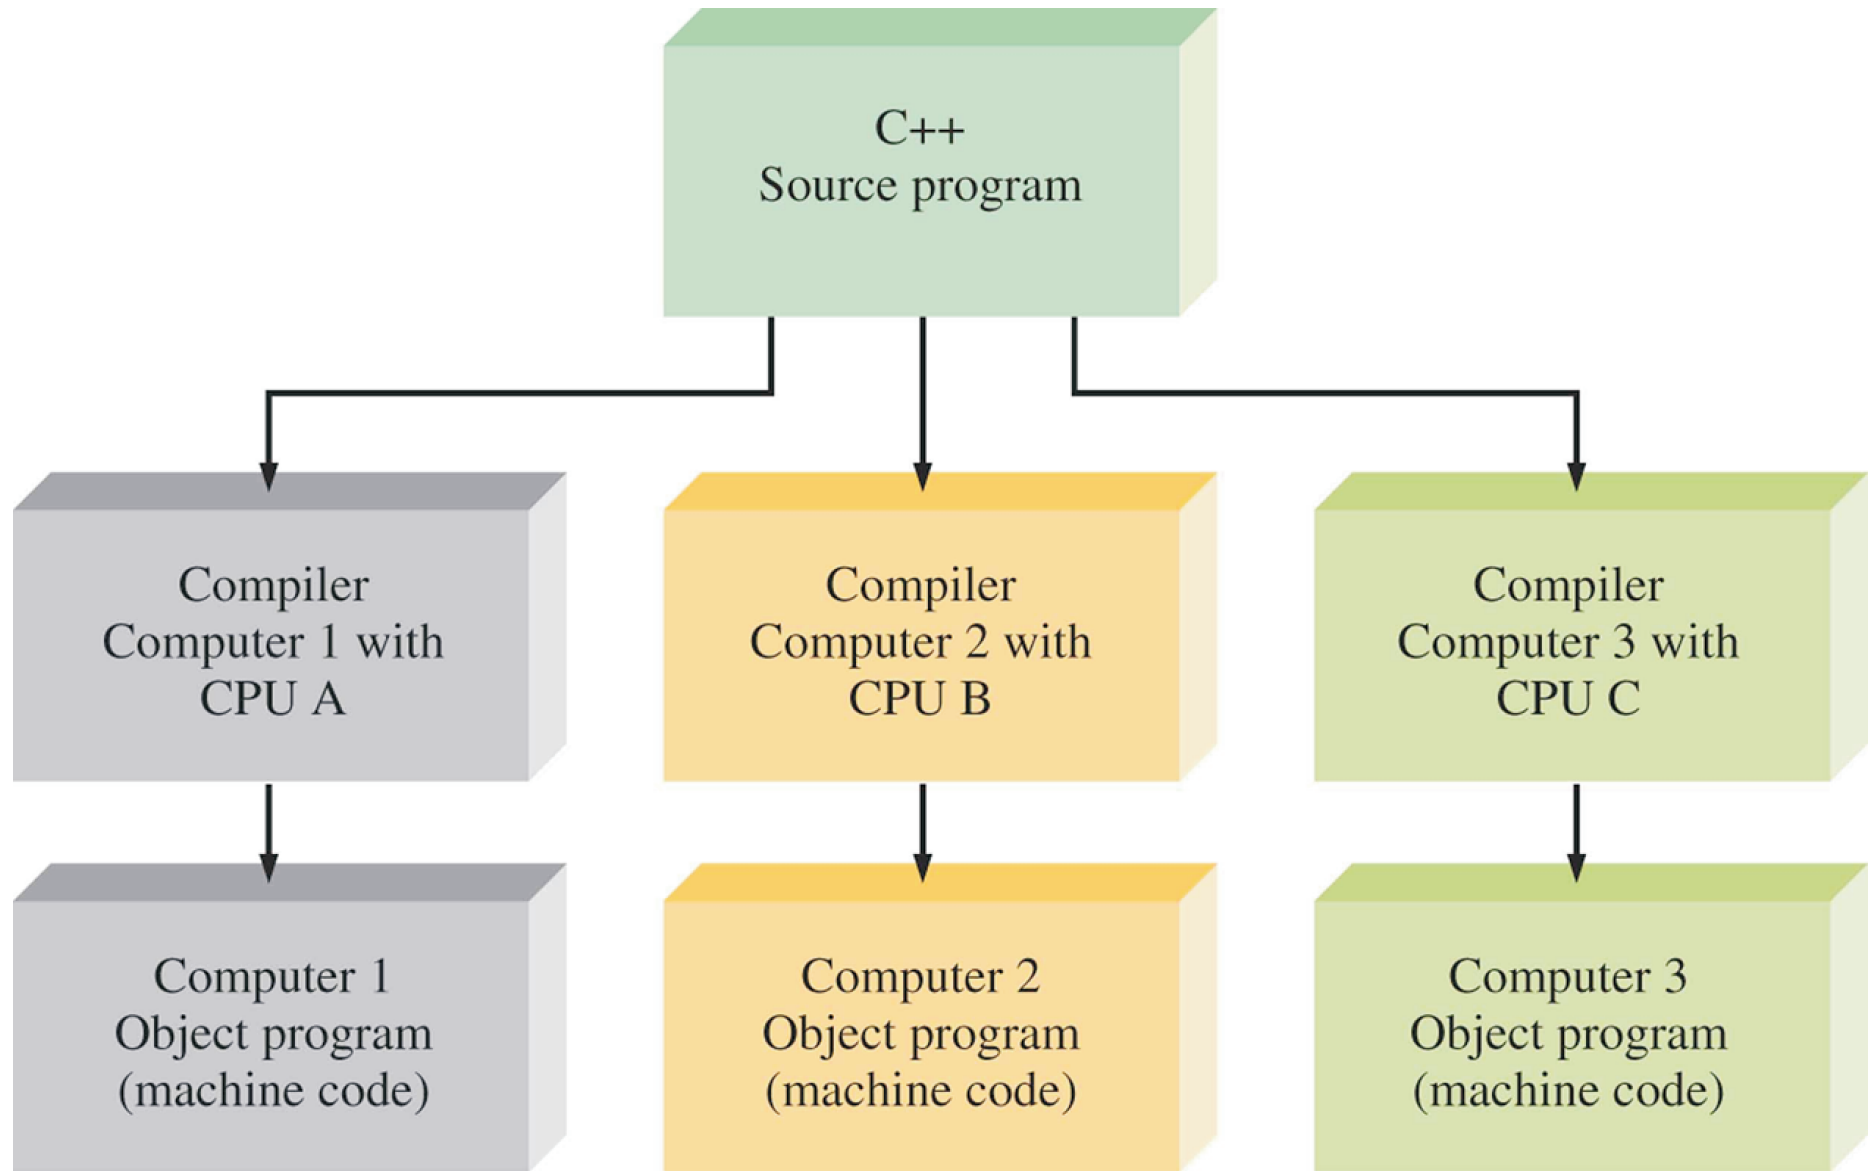 C++
Source program
Compiler
Computer 1 with
CPU A
Compiler
Computer 2 with
CPU B
Compiler
Computer 3 with
CPU C
Computer 1
Object program
(machine code)
Computer 2
Object program
(machine code)
Computer 3
Object program
(machine code)